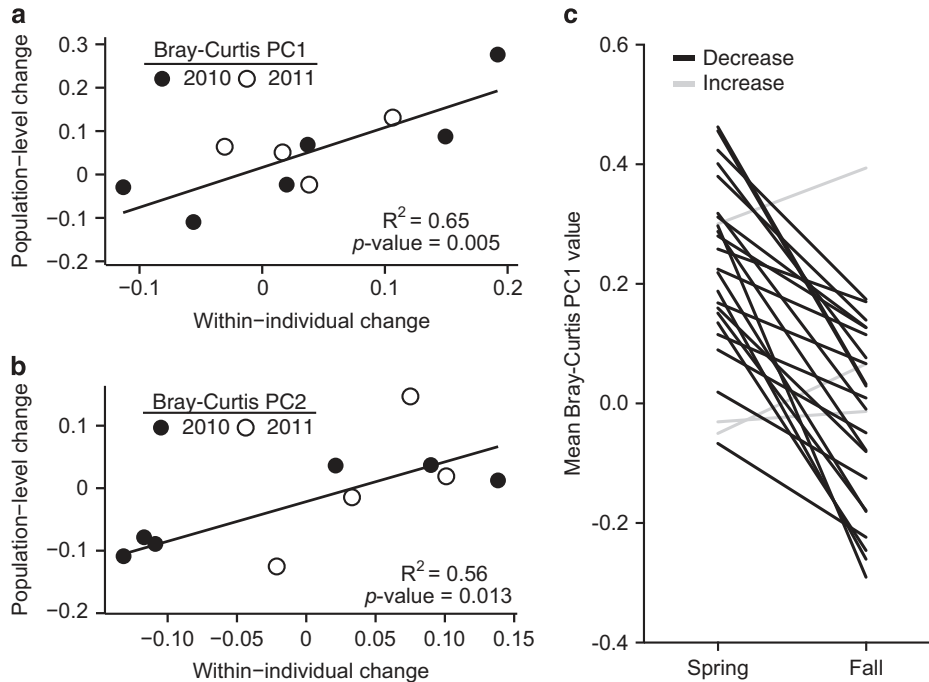 a
Population−level change
0.3
0.2
0.1
0
−0.1
−0.2
Bray-Curtis PC1
2010 2011
R2 = 0.65
p-value = 0.005
−0.1 0 0.1 0.2
Within−individual change
b
Population−level change
0.1
0
−0.1
−0.2
Bray-Curtis PC2
2010 2011
R2 = 0.56
p-value = 0.013
−0.10 −0.05 0 0.05 0.10 0.15
Within−individual change
c
Mean Bray-Curtis PC1 value
0.6
0.4
0.2
0.0
-0.2
-0.4
Decrease
Increase
Spring Fall